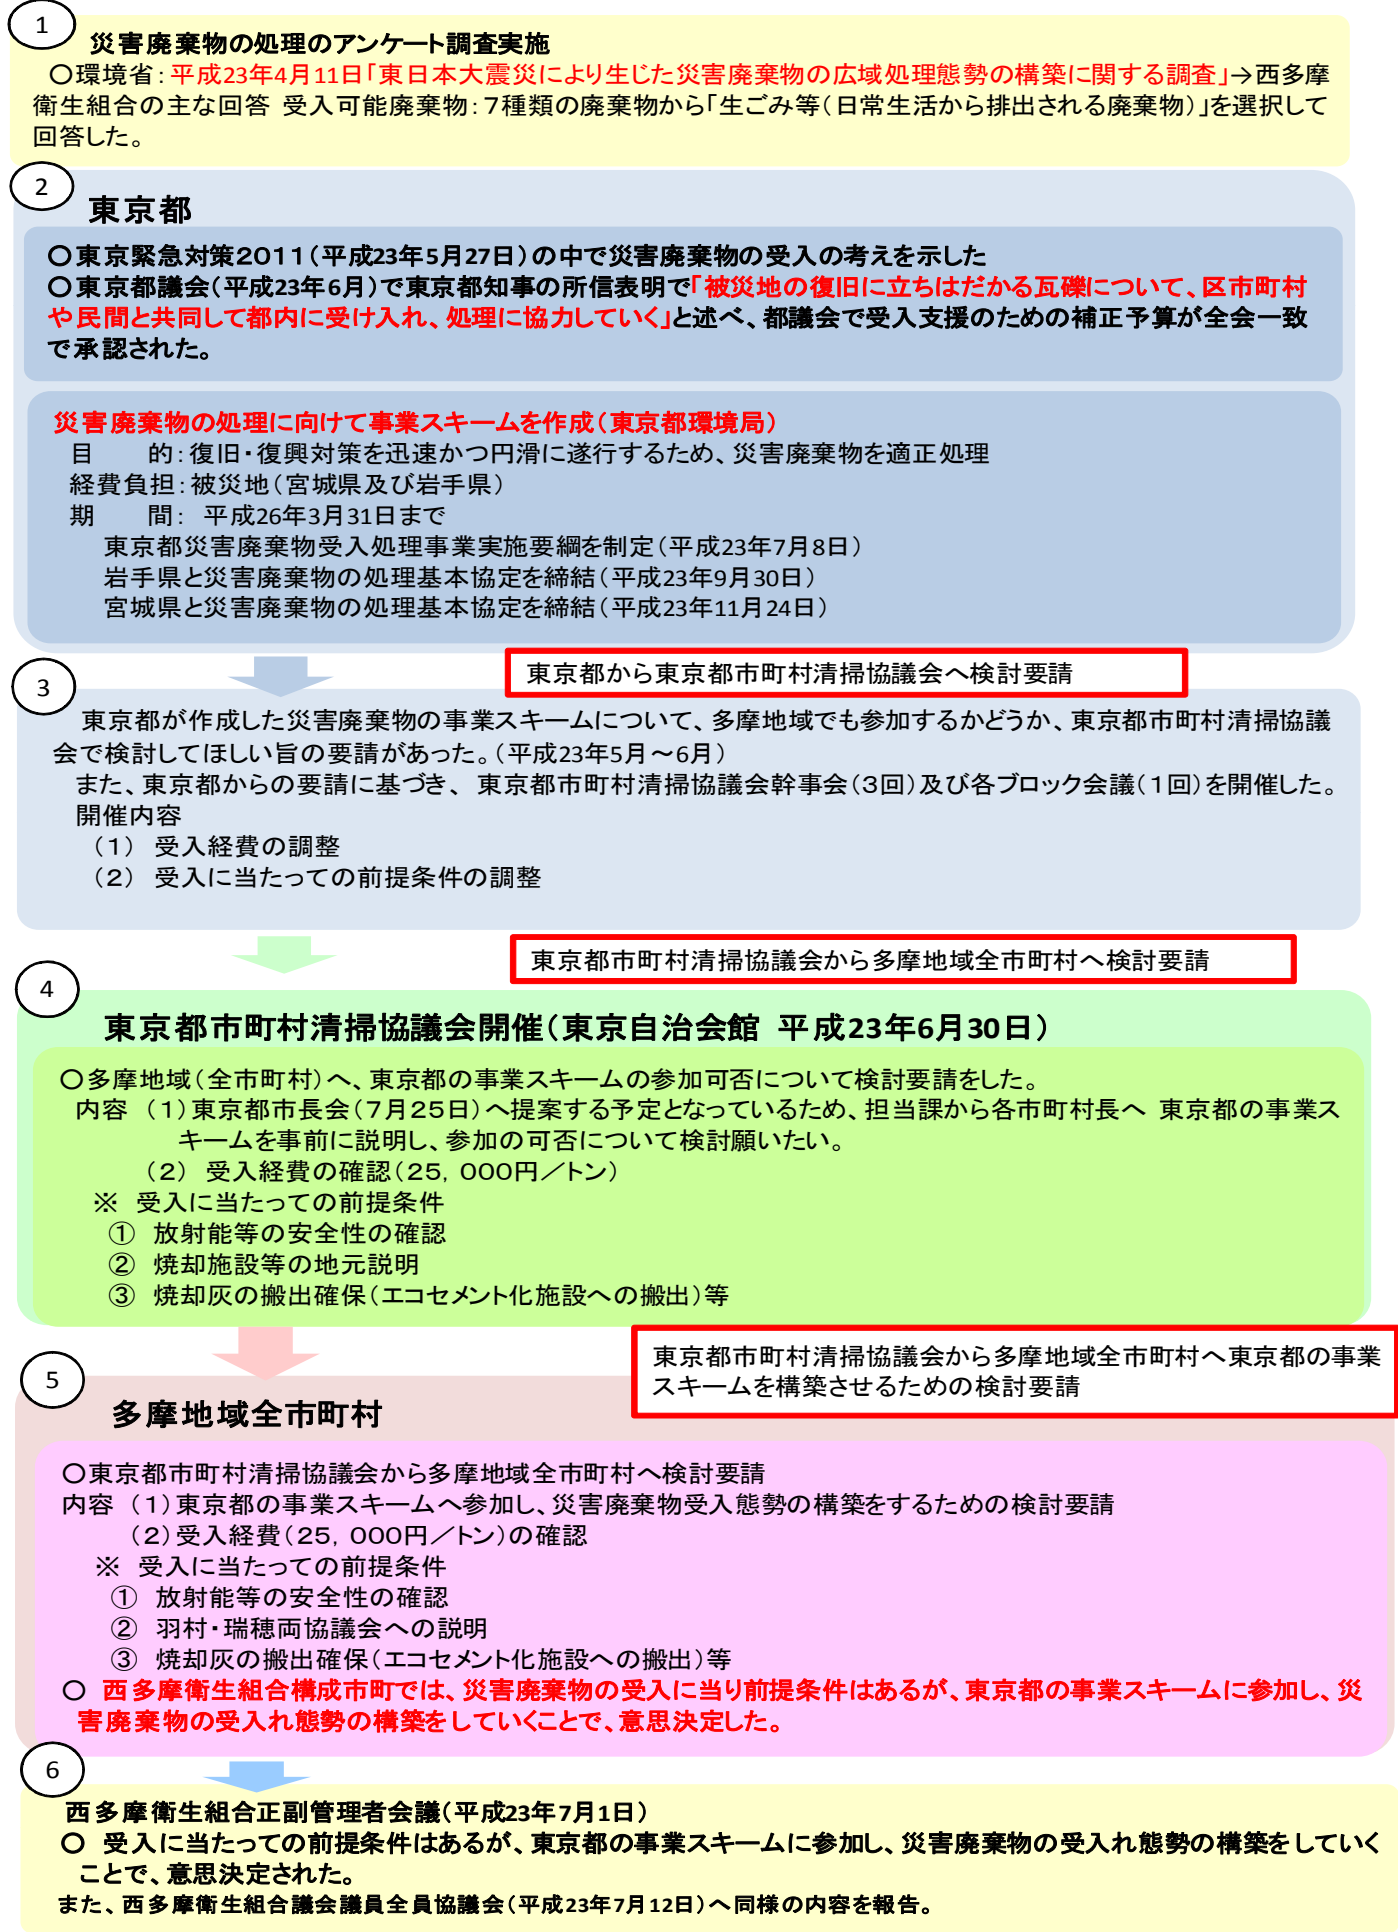 1
災害廃棄物の処理のアンケート調査実施
○環境省：平成23年4月11日「東日本大震災により生じた災害廃棄物の広域処理態勢の構築に関する調査」→西多摩
衛生組合の主な回答 受入可能廃棄物：７種類の廃棄物から「生ごみ等（日常生活から排出される廃棄物）」を選択して
回答した。
2
東京都
○東京緊急対策２０１１（平成23年5月27日）の中で災害廃棄物の受入の考えを示した
○東京都議会（平成23年6月）で東京都知事の所信表明で「被災地の復旧に立ちはだかる瓦礫について、区市町村
や民間と共同して都内に受け入れ、処理に協力していく」と述べ、都議会で受入支援のための補正予算が全会一致
で承認された。
災害廃棄物の処理に向けて事業スキームを作成（東京都環境局）
目　　的：復旧・復興対策を迅速かつ円滑に遂行するため、災害廃棄物を適正処理
経費負担：被災地（宮城県及び岩手県）
期　　間： 平成26年3月31日まで
東京都災害廃棄物受入処理事業実施要綱を制定（平成23年7月8日）
岩手県と災害廃棄物の処理基本協定を締結（平成23年9月30日）
宮城県と災害廃棄物の処理基本協定を締結（平成23年11月24日）
東京都から東京都市町村清掃協議会へ検討要請
3
東京都が作成した災害廃棄物の事業スキームについて、多摩地域でも参加するかどうか、東京都市町村清掃協議
会で検討してほしい旨の要請があった。（平成23年5月～6月）
また、東京都からの要請に基づき、 東京都市町村清掃協議会幹事会（３回）及び各ブロック会議（１回）を開催した。
開催内容
（１） 受入経費の調整
（２） 受入に当たっての前提条件の調整
東京都市町村清掃協議会から多摩地域全市町村へ検討要請
4
東京都市町村清掃協議会開催（東京自治会館 平成23年6月30日）
○多摩地域（全市町村）へ、東京都の事業スキームの参加可否について検討要請をした。
内容 （１）東京都市長会（７月２５日）へ提案する予定となっているため、担当課から各市町村長へ 東京都の事業ス
キームを事前に説明し、参加の可否について検討願いたい。
（２） 受入経費の確認（２５，０００円／トン）
※ 受入に当たっての前提条件
① 放射能等の安全性の確認
② 焼却施設等の地元説明
③ 焼却灰の搬出確保（エコセメント化施設への搬出）等
東京都市町村清掃協議会から多摩地域全市町村へ東京都の事業
スキームを構築させるための検討要請
5
多摩地域全市町村
○東京都市町村清掃協議会から多摩地域全市町村へ検討要請
内容 （１）東京都の事業スキームへ参加し、災害廃棄物受入態勢の構築をするための検討要請
（２）受入経費（２５，０００円／トン）の確認
※ 受入に当たっての前提条件
① 放射能等の安全性の確認
② 羽村・瑞穂両協議会への説明
③ 焼却灰の搬出確保（エコセメント化施設への搬出）等
○ 西多摩衛生組合構成市町では、災害廃棄物の受入に当り前提条件はあるが、東京都の事業スキームに参加し、災
害廃棄物の受入れ態勢の構築をしていくことで、意思決定した。
6
西多摩衛生組合正副管理者会議（平成23年7月1日）
○ 受入に当たっての前提条件はあるが、東京都の事業スキームに参加し、災害廃棄物の受入れ態勢の構築をしていく
ことで、意思決定された。
また、西多摩衛生組合議会議員全員協議会（平成23年7月12日）へ同様の内容を報告。